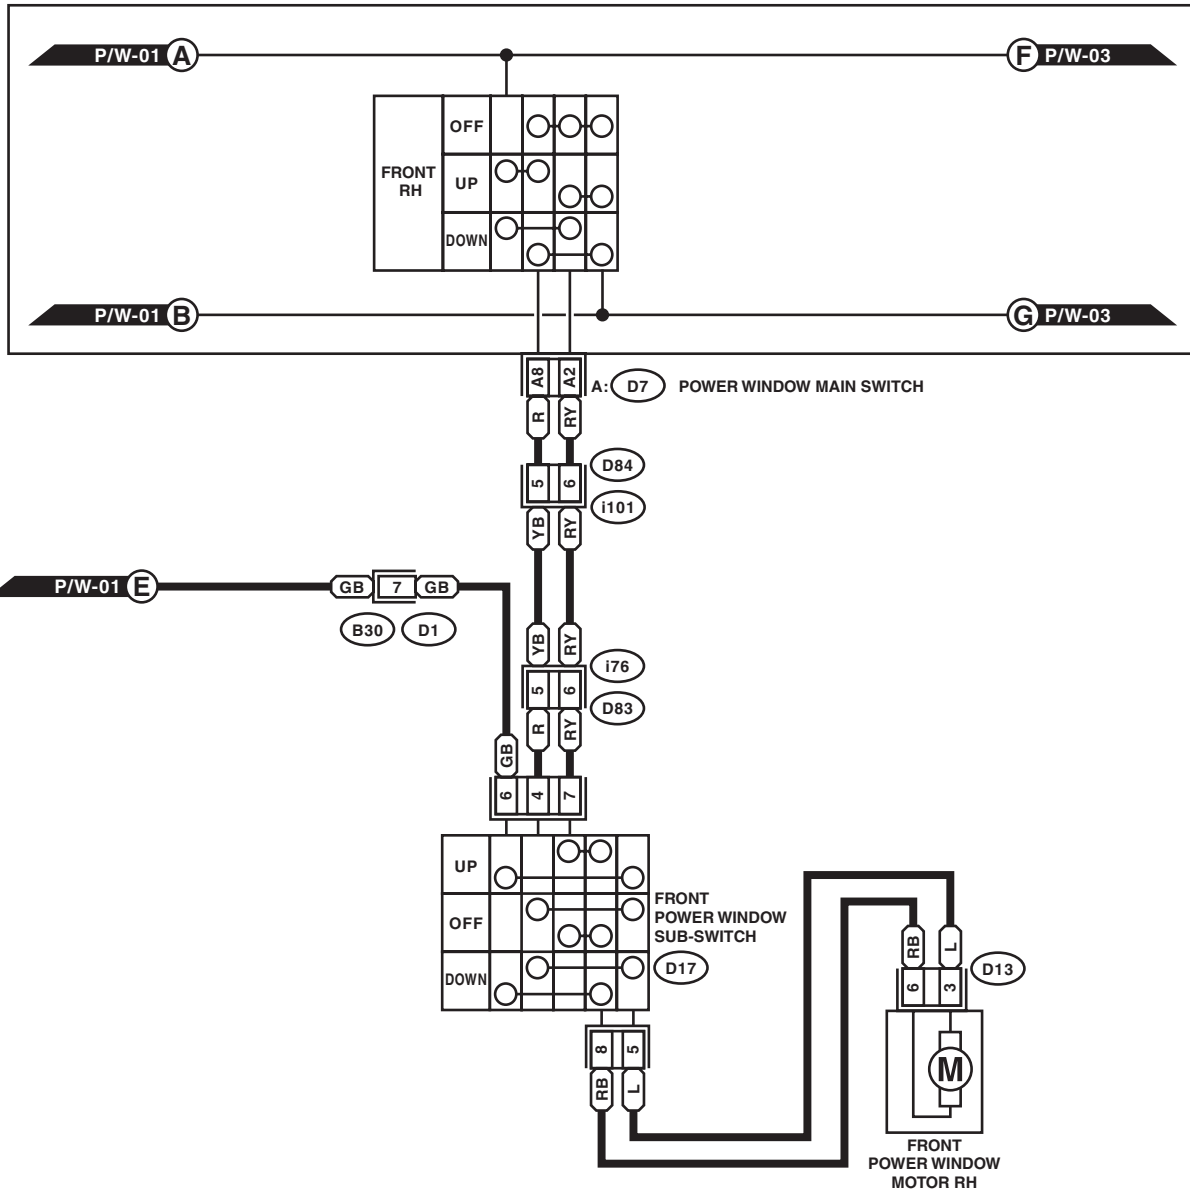 P/W-01 A
F P/W-03
FRONT
RH
OFF
UP
DOWN
P/W-01 B
G P/W-03
A8 A2
A: D7 POWER WINDOW MAIN SWITCH
R RY
D84
5 6
i101
YB RY
P/W-01 E
GB 7 GB
B30 D1
YB RY
i76
5 6
D83
R RY
GB
6 4 7
UP
OFF
DOWN
FRONT
POWER WINDOW
SUB-SWITCH
D17
8 5
RB L
RB L
6 3
D13
M
FRONT
POWER WINDOW
MOTOR RH